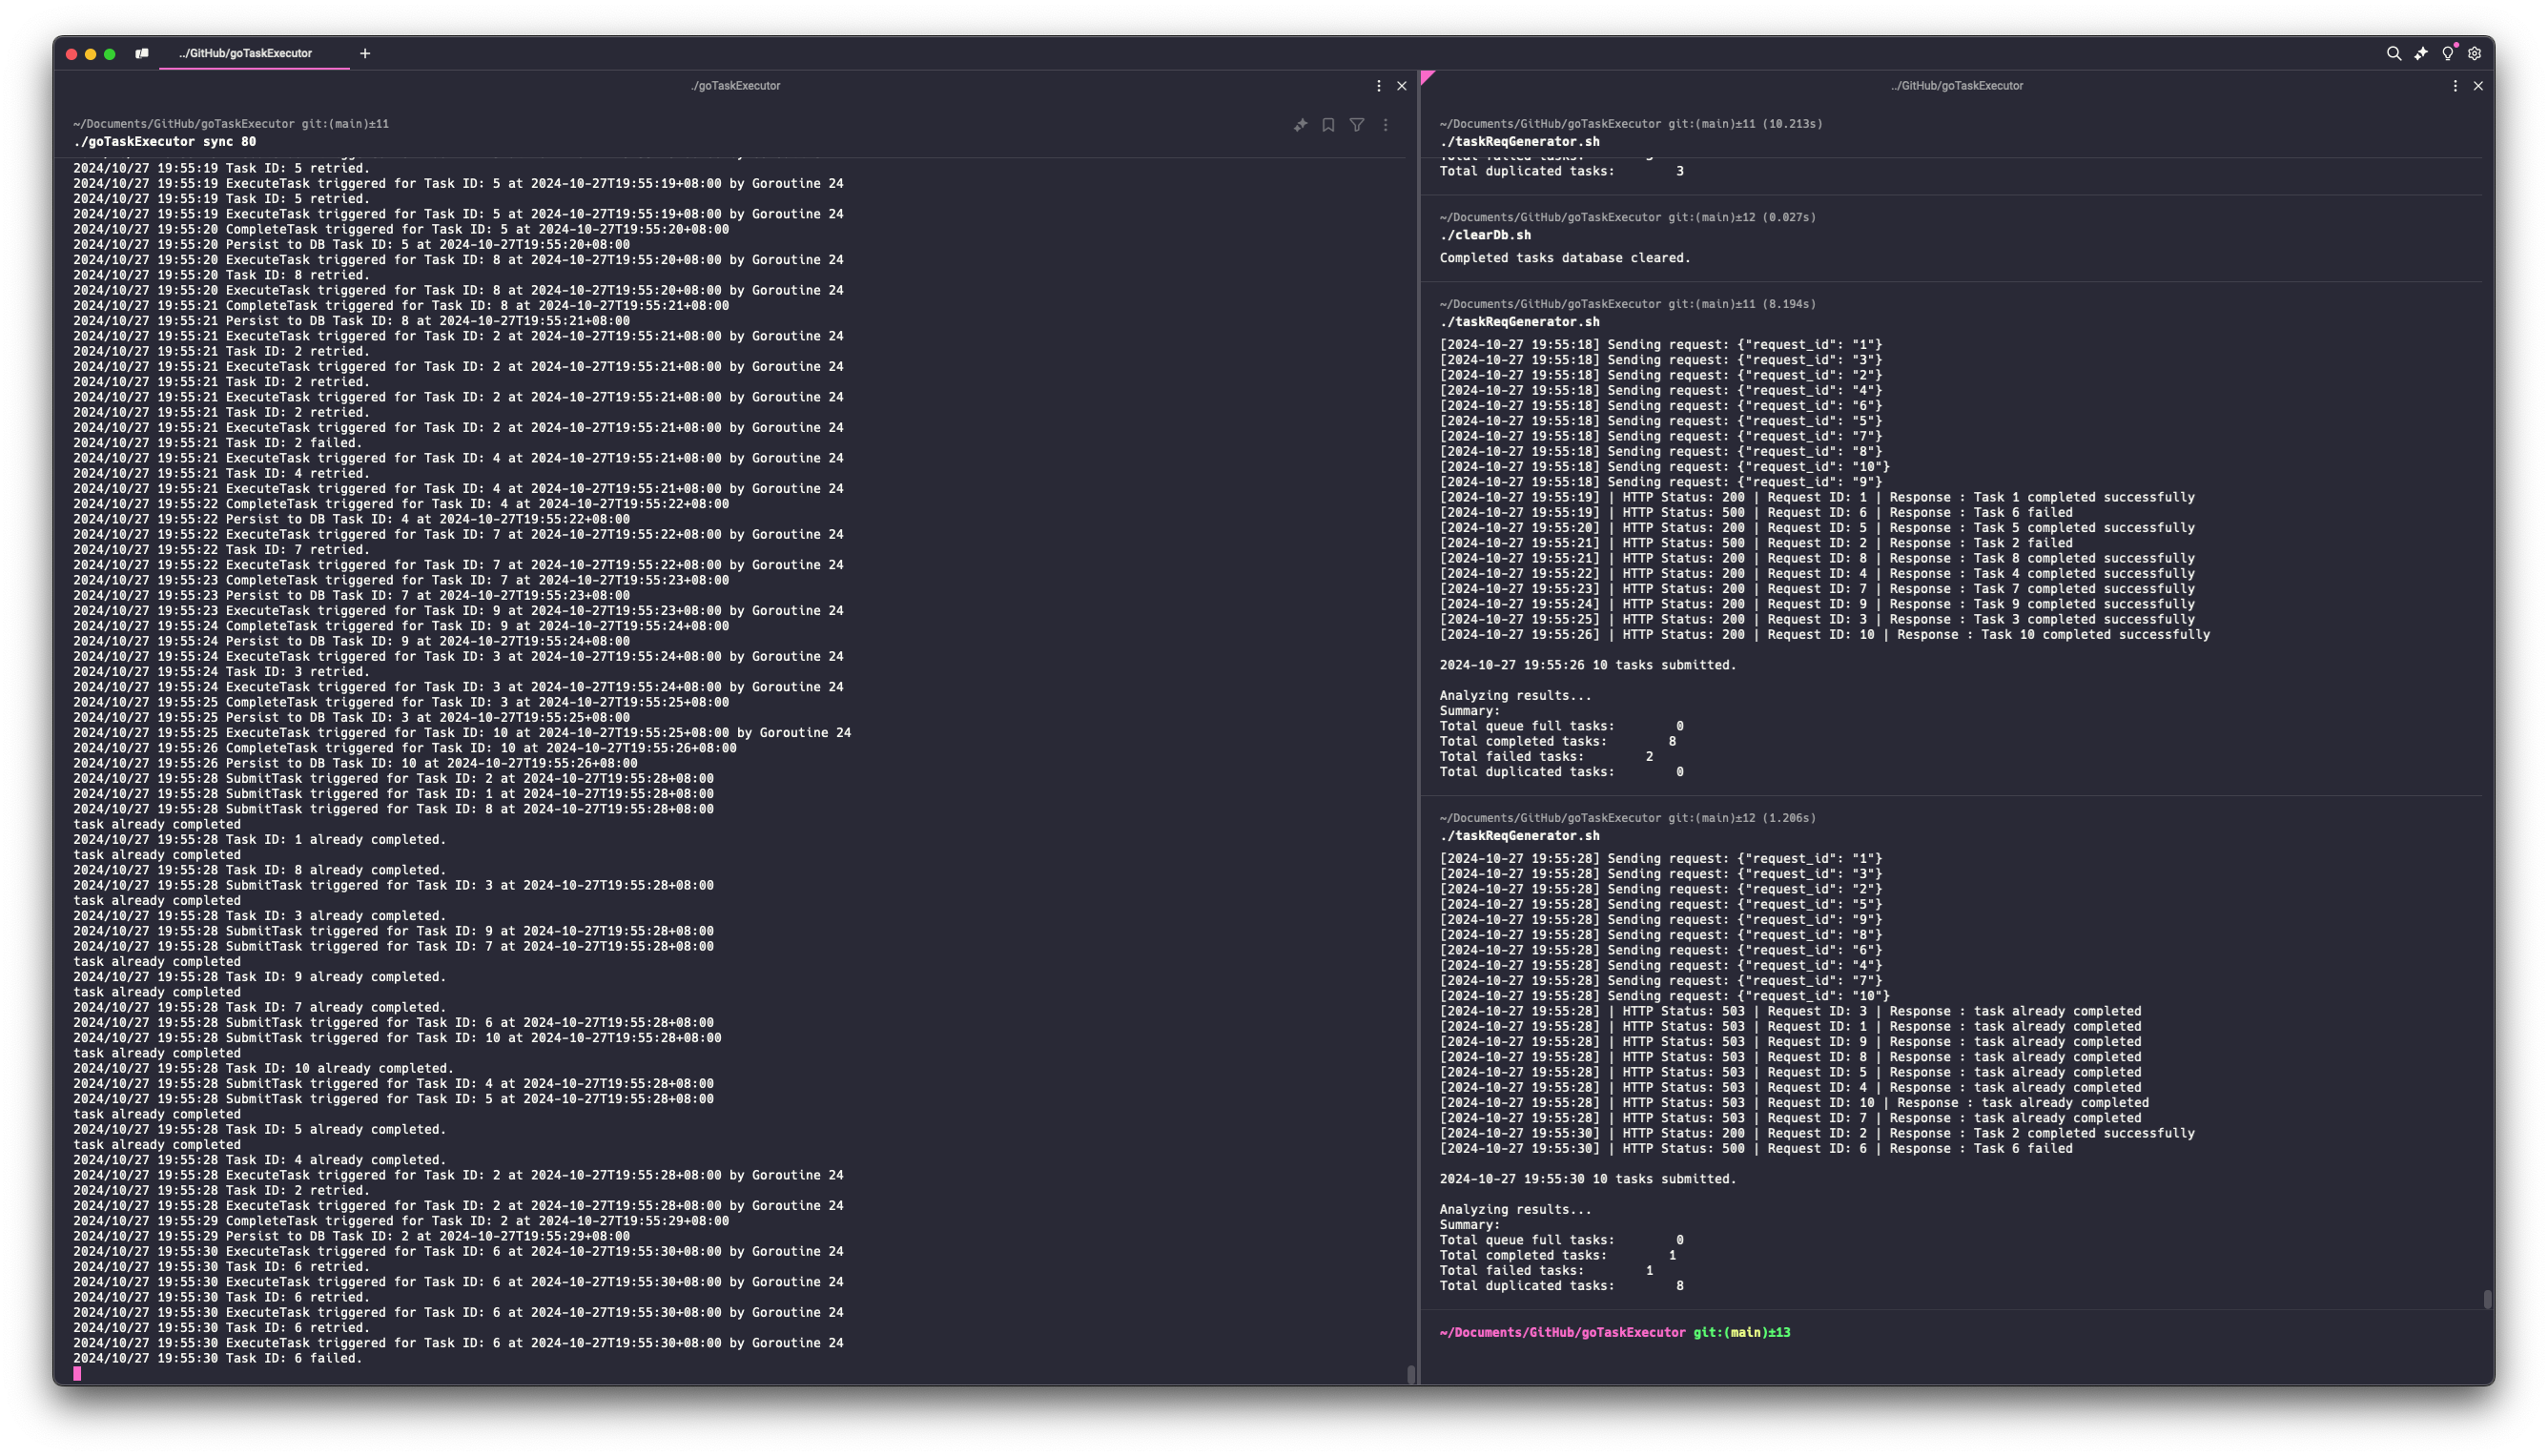 ../GitHub/goTaskExecutor
./goTaskExecutor
~/Documents/GitHub/goTaskExecutor git:(main)±11
./goTaskExecutor sync 80
2024/10/27 19:55:19 Task ID: 5 retried.
2024/10/27 19:55:19 ExecuteTask triggered for Task ID: 5 at 2024-10-27T19:55:19+08:00 by Goroutine 24
2024/10/27 19:55:19 Task ID: 5 retried.
2024/10/27 19:55:19 ExecuteTask triggered for Task ID: 5 at 2024-10-27T19:55:19+08:00 by Goroutine 24
2024/10/27 19:55:20 CompleteTask triggered for Task ID: 5 at 2024-10-27T19:55:20+08:00
2024/10/27 19:55:20 Persist to DB Task ID: 5 at 2024-10-27T19:55:20+08:00
2024/10/27 19:55:20 ExecuteTask triggered for Task ID: 8 at 2024-10-27T19:55:20+08:00 by Goroutine 24
2024/10/27 19:55:20 Task ID: 8 retried.
2024/10/27 19:55:20 ExecuteTask triggered for Task ID: 8 at 2024-10-27T19:55:20+08:00 by Goroutine 24
2024/10/27 19:55:21 CompleteTask triggered for Task ID: 8 at 2024-10-27T19:55:21+08:00
2024/10/27 19:55:21 Persist to DB Task ID: 8 at 2024-10-27T19:55:21+08:00
2024/10/27 19:55:21 ExecuteTask triggered for Task ID: 2 at 2024-10-27T19:55:21+08:00 by Goroutine 24
2024/10/27 19:55:21 Task ID: 2 retried.
2024/10/27 19:55:21 ExecuteTask triggered for Task ID: 2 at 2024-10-27T19:55:21+08:00 by Goroutine 24
2024/10/27 19:55:21 Task ID: 2 retried.
2024/10/27 19:55:21 ExecuteTask triggered for Task ID: 2 at 2024-10-27T19:55:21+08:00 by Goroutine 24
2024/10/27 19:55:21 Task ID: 2 retried.
2024/10/27 19:55:21 ExecuteTask triggered for Task ID: 2 at 2024-10-27T19:55:21+08:00 by Goroutine 24
2024/10/27 19:55:21 Task ID: 2 failed.
2024/10/27 19:55:21 ExecuteTask triggered for Task ID: 4 at 2024-10-27T19:55:21+08:00 by Goroutine 24
2024/10/27 19:55:21 Task ID: 4 retried.
2024/10/27 19:55:21 ExecuteTask triggered for Task ID: 4 at 2024-10-27T19:55:21+08:00 by Goroutine 24
2024/10/27 19:55:22 CompleteTask triggered for Task ID: 4 at 2024-10-27T19:55:22+08:00
2024/10/27 19:55:22 Persist to DB Task ID: 4 at 2024-10-27T19:55:22+08:00
2024/10/27 19:55:22 ExecuteTask triggered for Task ID: 7 at 2024-10-27T19:55:22+08:00 by Goroutine 24
2024/10/27 19:55:22 Task ID: 7 retried.
2024/10/27 19:55:22 ExecuteTask triggered for Task ID: 7 at 2024-10-27T19:55:22+08:00 by Goroutine 24
2024/10/27 19:55:23 CompleteTask triggered for Task ID: 7 at 2024-10-27T19:55:23+08:00
2024/10/27 19:55:23 Persist to DB Task ID: 7 at 2024-10-27T19:55:23+08:00
2024/10/27 19:55:23 ExecuteTask triggered for Task ID: 9 at 2024-10-27T19:55:23+08:00 by Goroutine 24
2024/10/27 19:55:24 CompleteTask triggered for Task ID: 9 at 2024-10-27T19:55:24+08:00
2024/10/27 19:55:24 Persist to DB Task ID: 9 at 2024-10-27T19:55:24+08:00
2024/10/27 19:55:24 ExecuteTask triggered for Task ID: 3 at 2024-10-27T19:55:24+08:00 by Goroutine 24
2024/10/27 19:55:24 Task ID: 3 retried.
2024/10/27 19:55:24 ExecuteTask triggered for Task ID: 3 at 2024-10-27T19:55:24+08:00 by Goroutine 24
2024/10/27 19:55:25 CompleteTask triggered for Task ID: 3 at 2024-10-27T19:55:25+08:00
2024/10/27 19:55:25 Persist to DB Task ID: 3 at 2024-10-27T19:55:25+08:00
2024/10/27 19:55:25 ExecuteTask triggered for Task ID: 10 at 2024-10-27T19:55:25+08:00 by Goroutine 24
2024/10/27 19:55:26 CompleteTask triggered for Task ID: 10 at 2024-10-27T19:55:26+08:00
2024/10/27 19:55:26 Persist to DB Task ID: 10 at 2024-10-27T19:55:26+08:00
2024/10/27 19:55:28 SubmitTask triggered for Task ID: 2 at 2024-10-27T19:55:28+08:00
2024/10/27 19:55:28 SubmitTask triggered for Task ID: 1 at 2024-10-27T19:55:28+08:00
2024/10/27 19:55:28 SubmitTask triggered for Task ID: 8 at 2024-10-27T19:55:28+08:00
task already completed
2024/10/27 19:55:28 Task ID: 1 already completed.
task already completed
2024/10/27 19:55:28 Task ID: 8 already completed.
2024/10/27 19:55:28 SubmitTask triggered for Task ID: 3 at 2024-10-27T19:55:28+08:00
task already completed
2024/10/27 19:55:28 Task ID: 3 already completed.
2024/10/27 19:55:28 SubmitTask triggered for Task ID: 9 at 2024-10-27T19:55:28+08:00
2024/10/27 19:55:28 SubmitTask triggered for Task ID: 7 at 2024-10-27T19:55:28+08:00
task already completed
2024/10/27 19:55:28 Task ID: 9 already completed.
task already completed
2024/10/27 19:55:28 Task ID: 7 already completed.
2024/10/27 19:55:28 SubmitTask triggered for Task ID: 6 at 2024-10-27T19:55:28+08:00
2024/10/27 19:55:28 SubmitTask triggered for Task ID: 10 at 2024-10-27T19:55:28+08:00
task already completed
2024/10/27 19:55:28 Task ID: 10 already completed.
2024/10/27 19:55:28 SubmitTask triggered for Task ID: 4 at 2024-10-27T19:55:28+08:00
2024/10/27 19:55:28 SubmitTask triggered for Task ID: 5 at 2024-10-27T19:55:28+08:00
task already completed
2024/10/27 19:55:28 Task ID: 5 already completed.
task already completed
2024/10/27 19:55:28 Task ID: 4 already completed.
2024/10/27 19:55:28 ExecuteTask triggered for Task ID: 2 at 2024-10-27T19:55:28+08:00 by Goroutine 24
2024/10/27 19:55:28 Task ID: 2 retried.
2024/10/27 19:55:28 ExecuteTask triggered for Task ID: 2 at 2024-10-27T19:55:28+08:00 by Goroutine 24
2024/10/27 19:55:29 CompleteTask triggered for Task ID: 2 at 2024-10-27T19:55:29+08:00
2024/10/27 19:55:29 Persist to DB Task ID: 2 at 2024-10-27T19:55:29+08:00
2024/10/27 19:55:30 ExecuteTask triggered for Task ID: 6 at 2024-10-27T19:55:30+08:00 by Goroutine 24
2024/10/27 19:55:30 Task ID: 6 retried.
2024/10/27 19:55:30 ExecuteTask triggered for Task ID: 6 at 2024-10-27T19:55:30+08:00 by Goroutine 24
2024/10/27 19:55:30 Task ID: 6 retried.
2024/10/27 19:55:30 ExecuteTask triggered for Task ID: 6 at 2024-10-27T19:55:30+08:00 by Goroutine 24
2024/10/27 19:55:30 Task ID: 6 retried.
2024/10/27 19:55:30 ExecuteTask triggered for Task ID: 6 at 2024-10-27T19:55:30+08:00 by Goroutine 24
2024/10/27 19:55:30 Task ID: 6 failed.
../GitHub/goTaskExecutor
~/Documents/GitHub/goTaskExecutor git:(main)±11 (10.213s)
./taskReqGenerator.sh
Total failed tasks: 3
Total duplicated tasks: 3
~/Documents/GitHub/goTaskExecutor git:(main)±12 (0.027s)
./clearDb.sh
Completed tasks database cleared.
~/Documents/GitHub/goTaskExecutor git:(main)±11 (8.194s)
./taskReqGenerator.sh
[2024-10-27 19:55:18] Sending request: {"request_id": "1"}
[2024-10-27 19:55:18] Sending request: {"request_id": "3"}
[2024-10-27 19:55:18] Sending request: {"request_id": "2"}
[2024-10-27 19:55:18] Sending request: {"request_id": "4"}
[2024-10-27 19:55:18] Sending request: {"request_id": "6"}
[2024-10-27 19:55:18] Sending request: {"request_id": "5"}
[2024-10-27 19:55:18] Sending request: {"request_id": "7"}
[2024-10-27 19:55:18] Sending request: {"request_id": "8"}
[2024-10-27 19:55:18] Sending request: {"request_id": "10"}
[2024-10-27 19:55:18] Sending request: {"request_id": "9"}
[2024-10-27 19:55:19] | HTTP Status: 200 | Request ID: 1 | Response : Task 1 completed successfully
[2024-10-27 19:55:19] | HTTP Status: 500 | Request ID: 6 | Response : Task 6 failed
[2024-10-27 19:55:20] | HTTP Status: 200 | Request ID: 5 | Response : Task 5 completed successfully
[2024-10-27 19:55:21] | HTTP Status: 500 | Request ID: 2 | Response : Task 2 failed
[2024-10-27 19:55:21] | HTTP Status: 200 | Request ID: 8 | Response : Task 8 completed successfully
[2024-10-27 19:55:22] | HTTP Status: 200 | Request ID: 4 | Response : Task 4 completed successfully
[2024-10-27 19:55:23] | HTTP Status: 200 | Request ID: 7 | Response : Task 7 completed successfully
[2024-10-27 19:55:24] | HTTP Status: 200 | Request ID: 9 | Response : Task 9 completed successfully
[2024-10-27 19:55:25] | HTTP Status: 200 | Request ID: 3 | Response : Task 3 completed successfully
[2024-10-27 19:55:26] | HTTP Status: 200 | Request ID: 10 | Response : Task 10 completed successfully
2024-10-27 19:55:26 10 tasks submitted.
Analyzing results...
Summary:
Total queue full tasks: 0
Total completed tasks: 8
Total failed tasks: 2
Total duplicated tasks: 0
~/Documents/GitHub/goTaskExecutor git:(main)±12 (1.206s)
./taskReqGenerator.sh
[2024-10-27 19:55:28] Sending request: {"request_id": "1"}
[2024-10-27 19:55:28] Sending request: {"request_id": "3"}
[2024-10-27 19:55:28] Sending request: {"request_id": "2"}
[2024-10-27 19:55:28] Sending request: {"request_id": "5"}
[2024-10-27 19:55:28] Sending request: {"request_id": "9"}
[2024-10-27 19:55:28] Sending request: {"request_id": "8"}
[2024-10-27 19:55:28] Sending request: {"request_id": "6"}
[2024-10-27 19:55:28] Sending request: {"request_id": "4"}
[2024-10-27 19:55:28] Sending request: {"request_id": "7"}
[2024-10-27 19:55:28] Sending request: {"request_id": "10"}
[2024-10-27 19:55:28] | HTTP Status: 503 | Request ID: 3 | Response : task already completed
[2024-10-27 19:55:28] | HTTP Status: 503 | Request ID: 1 | Response : task already completed
[2024-10-27 19:55:28] | HTTP Status: 503 | Request ID: 9 | Response : task already completed
[2024-10-27 19:55:28] | HTTP Status: 503 | Request ID: 8 | Response : task already completed
[2024-10-27 19:55:28] | HTTP Status: 503 | Request ID: 5 | Response : task already completed
[2024-10-27 19:55:28] | HTTP Status: 503 | Request ID: 4 | Response : task already completed
[2024-10-27 19:55:28] | HTTP Status: 503 | Request ID: 10 | Response : task already completed
[2024-10-27 19:55:28] | HTTP Status: 503 | Request ID: 7 | Response : task already completed
[2024-10-27 19:55:30] | HTTP Status: 200 | Request ID: 2 | Response : Task 2 completed successfully
[2024-10-27 19:55:30] | HTTP Status: 500 | Request ID: 6 | Response : Task 6 failed
2024-10-27 19:55:30 10 tasks submitted.
Analyzing results...
Summary:
Total queue full tasks: 0
Total completed tasks: 1
Total failed tasks: 1
Total duplicated tasks: 8
~/Documents/GitHub/goTaskExecutor git:(main)±13